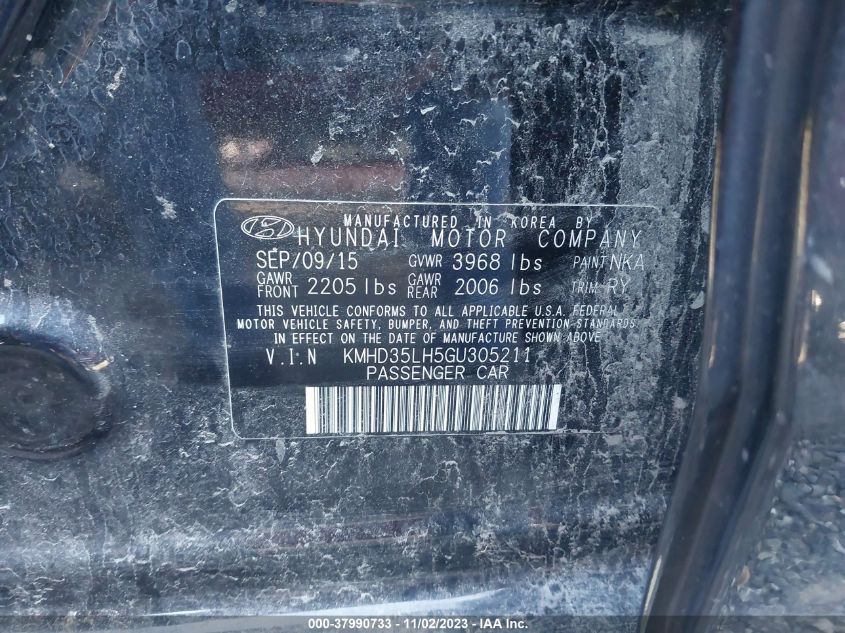 MANUFACTURED IN KOREA BY
HYUNDAI MOTOR COMPANY
SEP/09/15 GVWR 3968 lbs PAINT:NKA
GAWR FRONT 2205 lbs GAWR REAR 2006 lbs TRIM:RY
THIS VEHICLE CONFORMS TO ALL APPLICABLE U.S.A. FEDERAL
MOTOR VEHICLE SAFETY, BUMPER, AND THEFT PREVENTION STANDARDS
IN EFFECT ON THE DATE OF MANUFACTURE SHOWN ABOVE
V.I.N KMHD35LH5GU305211
PASSENGER CAR
000-37990733 - 11/02/2023 - IAA Inc.